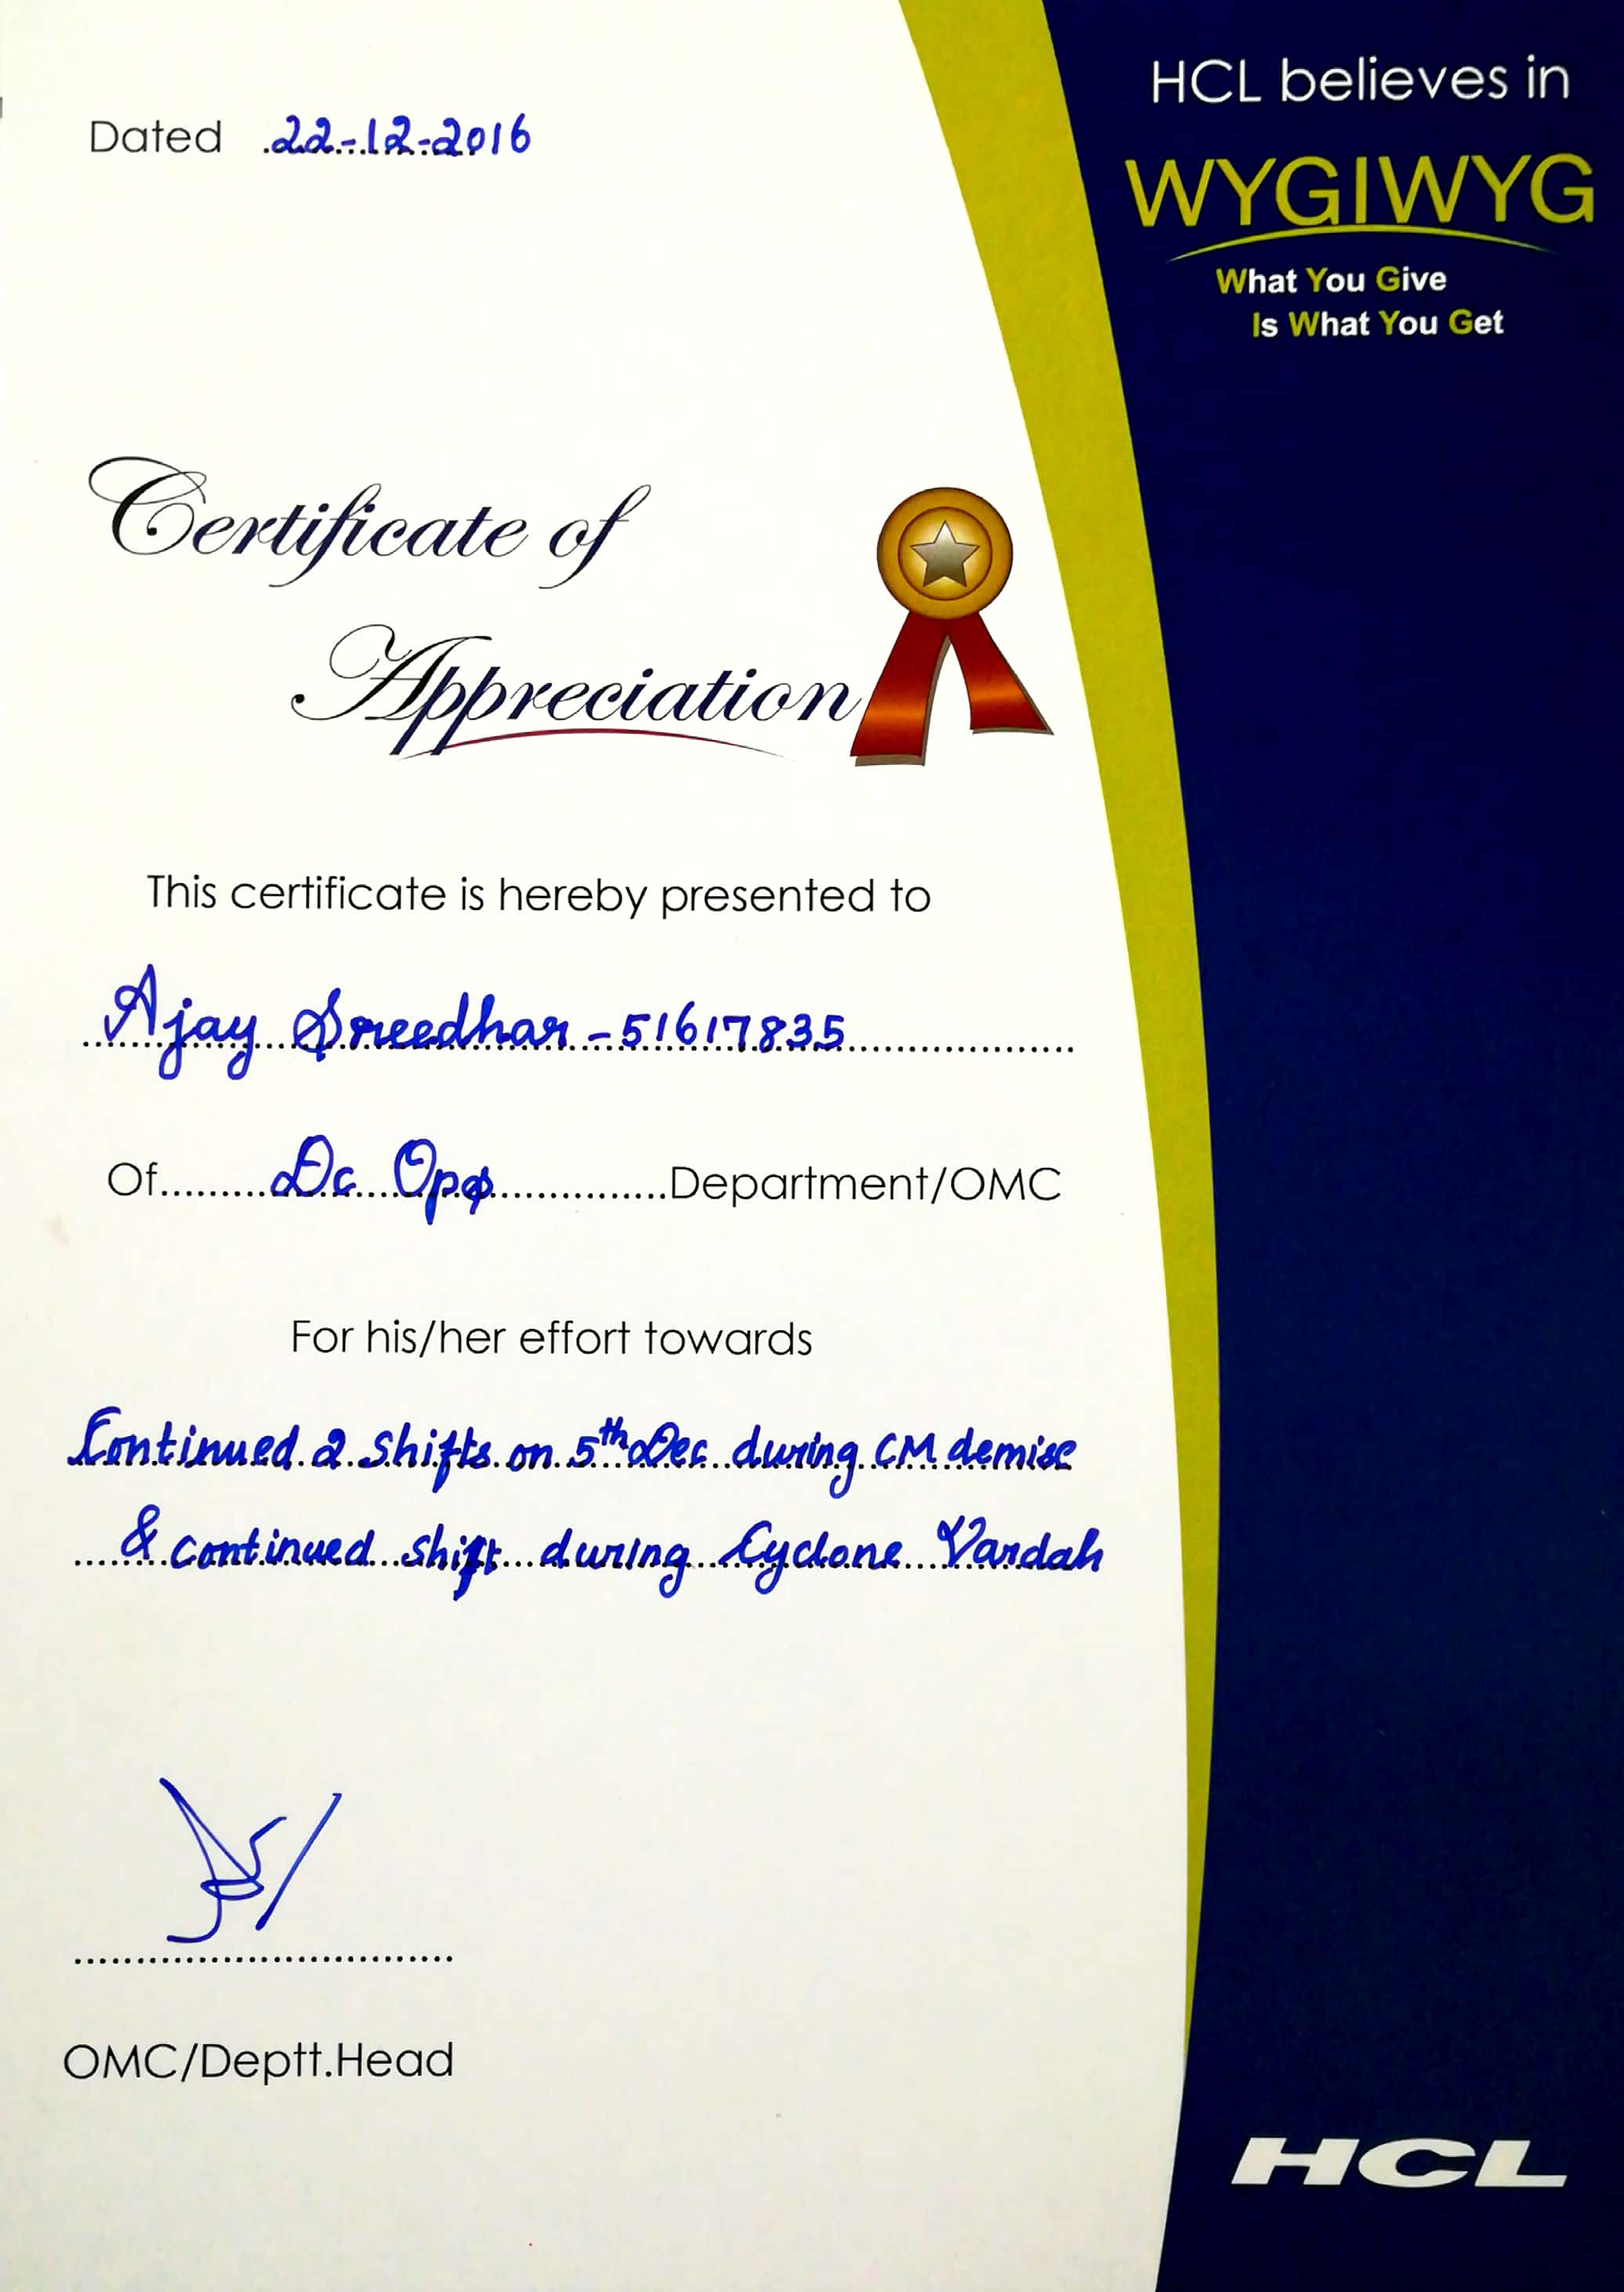 Dated 22-12-2016
HCL believes in
WYGIWYG
What You Give
Is What You Get
Certificate of
Appreciation
This certificate is hereby presented to
Ajay Sreedhar - 51617835
Of........Dc Ops..............Department/OMC
For his/her effort towards
Continued 2 shifts on 5th Dec during CM demise
& continued shift during Cyclone Vardah
OMC/Deptt.Head
HCL